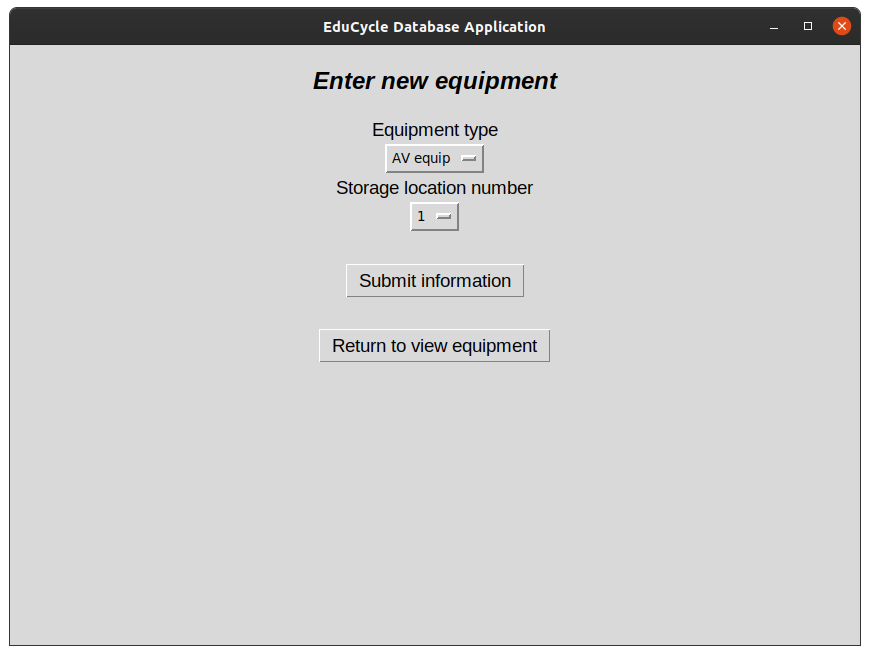 EduCycle Database Application
Enter new equipment
Equipment type
AV equip
Storage location number
1
Submit information
Return to view equipment